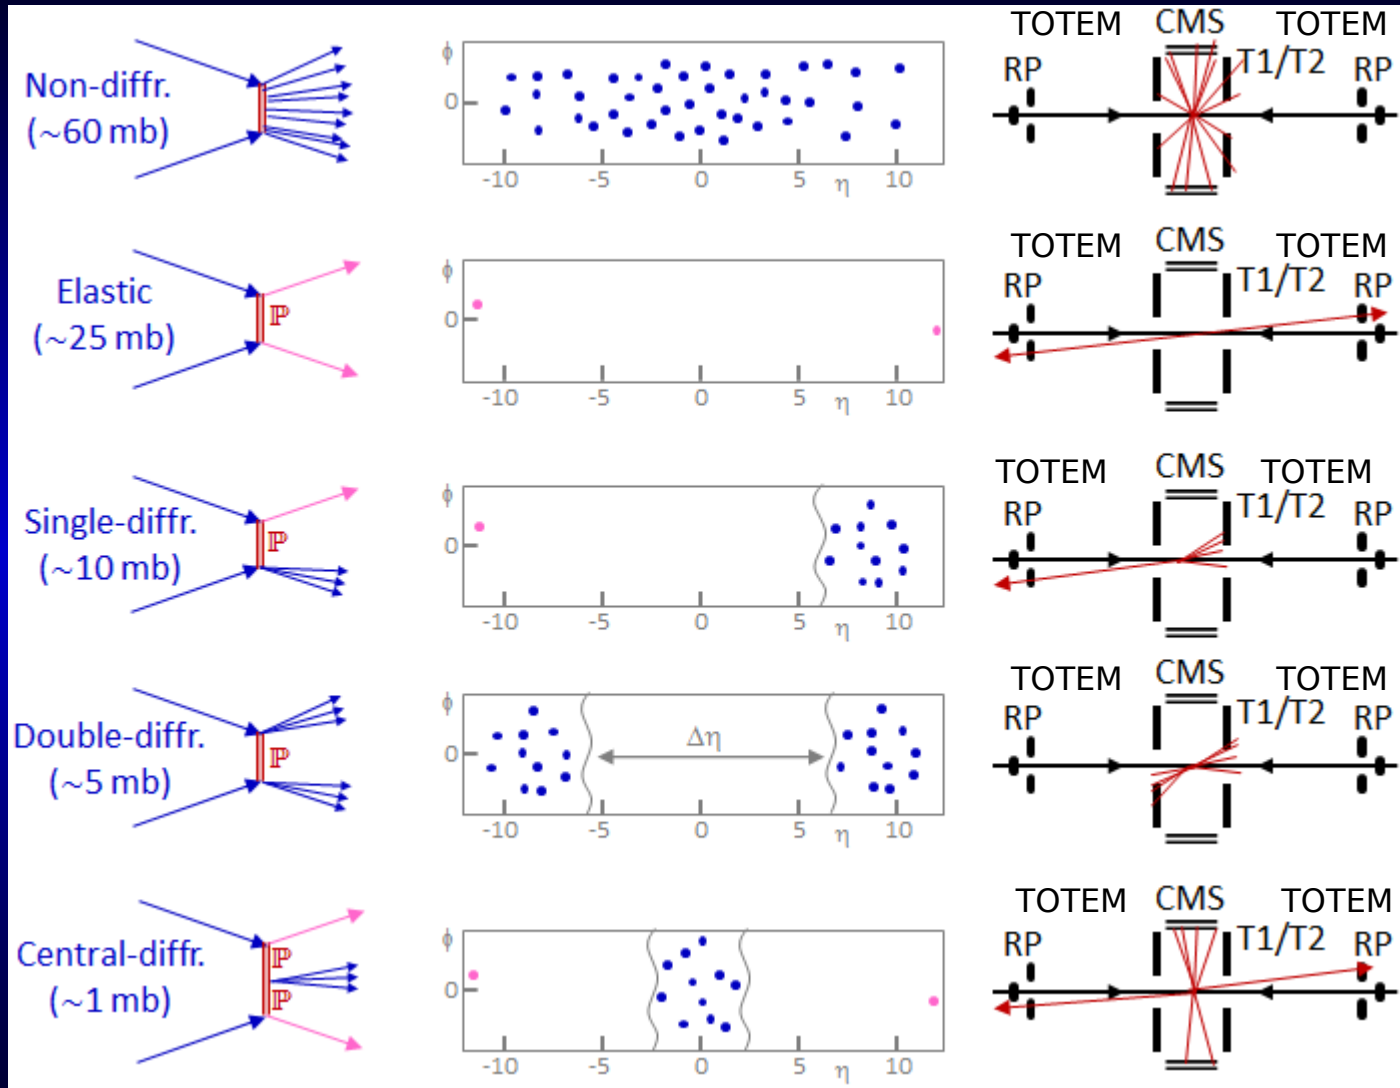 TOTEM CMS TOTEM
Non-diffr.
(~60 mb)
ϕ
0
-10 -5 0 5 η 10
RP T1/T2 RP
TOTEM CMS TOTEM
Elastic
(~25 mb)
ℙ
ϕ
0
-10 -5 0 5 η 10
RP T1/T2 RP
TOTEM CMS TOTEM
Single-diffr.
(~10 mb)
ℙ
ϕ
0
-10 -5 0 5 η 10
RP T1/T2 RP
TOTEM CMS TOTEM
Double-diffr.
(~5 mb)
ℙ
ϕ
0
Δη
-10 -5 0 5 η 10
RP T1/T2 RP
TOTEM CMS TOTEM
Central-diffr.
(~1 mb)
ℙ
ℙ
ϕ
0
-10 -5 0 5 η 10
RP T1/T2 RP